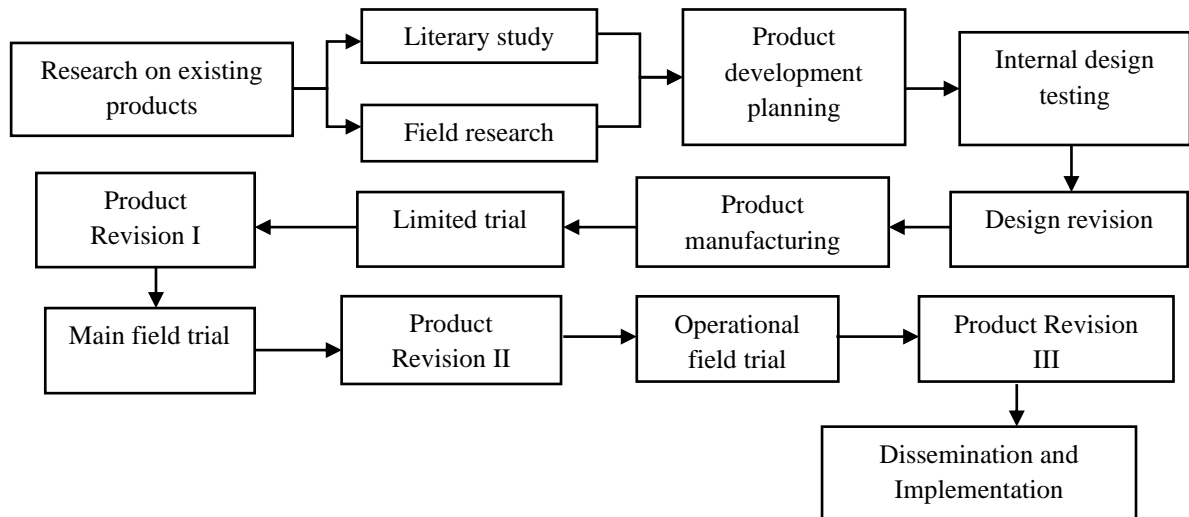 Research on existing
products
Literary study
Field research
Product
development
planning
Internal design
testing
Design revision
Product
manufacturing
Limited trial
Product
Revision I
Main field trial
Product
Revision II
Operational
field trial
Product Revision
III
Dissemination and
Implementation